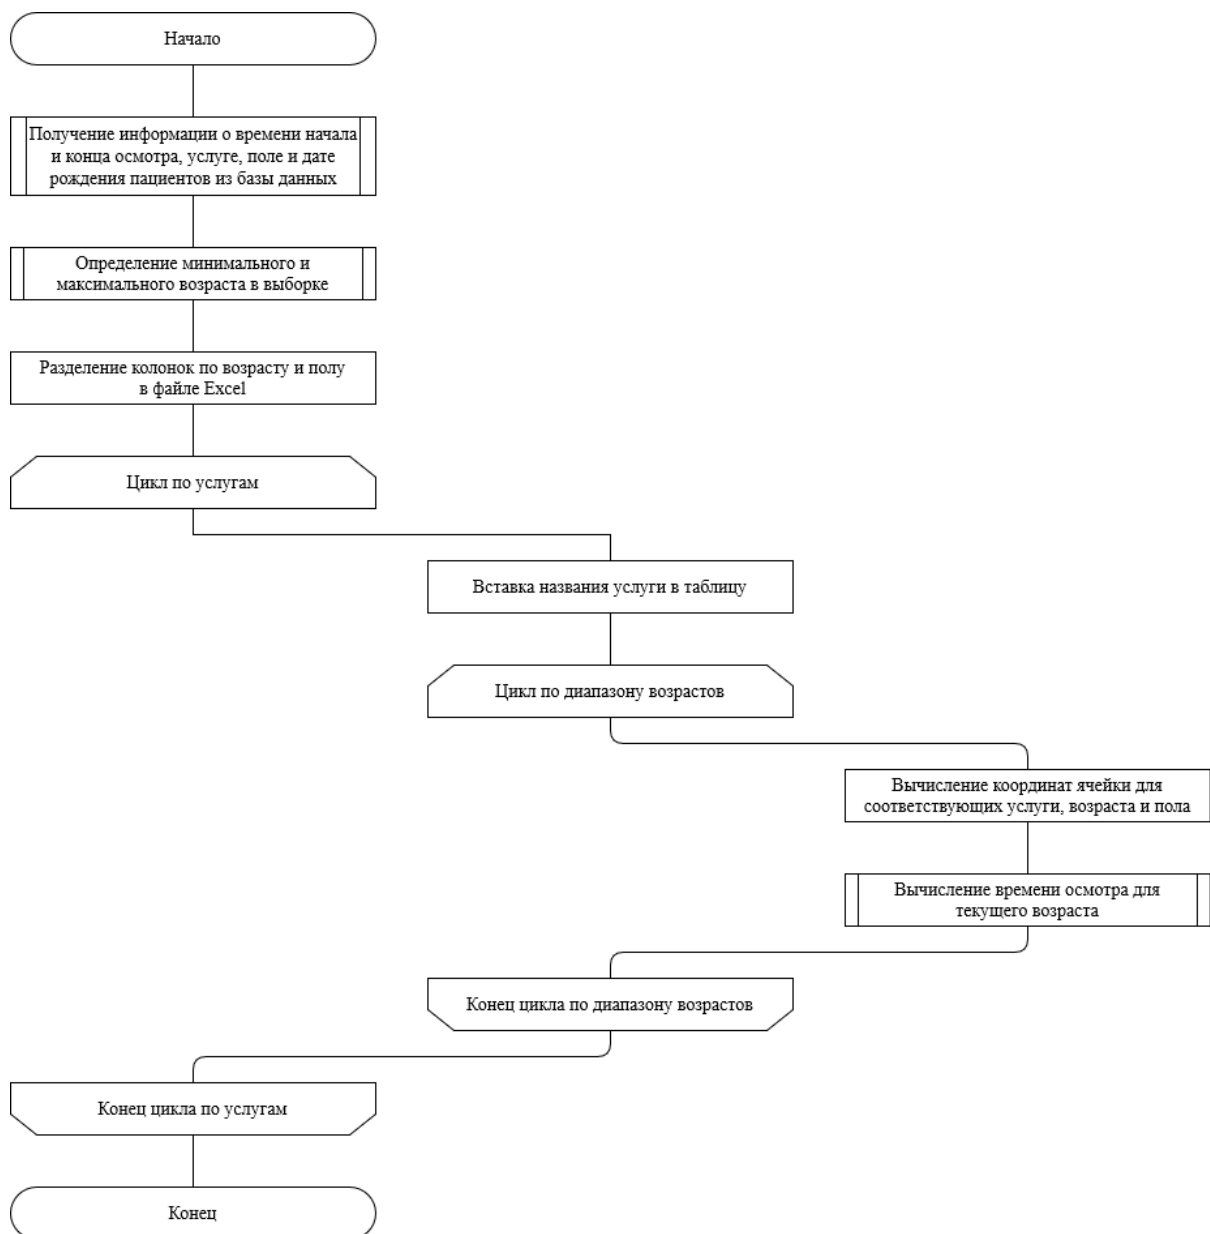 Начало
Получение информации о времени начала
и конца осмотра, услуге, поле и дате
рождения пациентов из базы данных
Определение минимального и
максимального возраста в выборке
Разделение колонок по возрасту и полу
в файле Excel
Цикл по услугам
Вставка названия услуги в таблицу
Цикл по диапазону возрастов
Вычисление координат ячейки для
соответствующих услуги, возраста и пола
Вычисление времени осмотра для
текущего возраста
Конец цикла по диапазону возрастов
Конец цикла по услугам
Конец